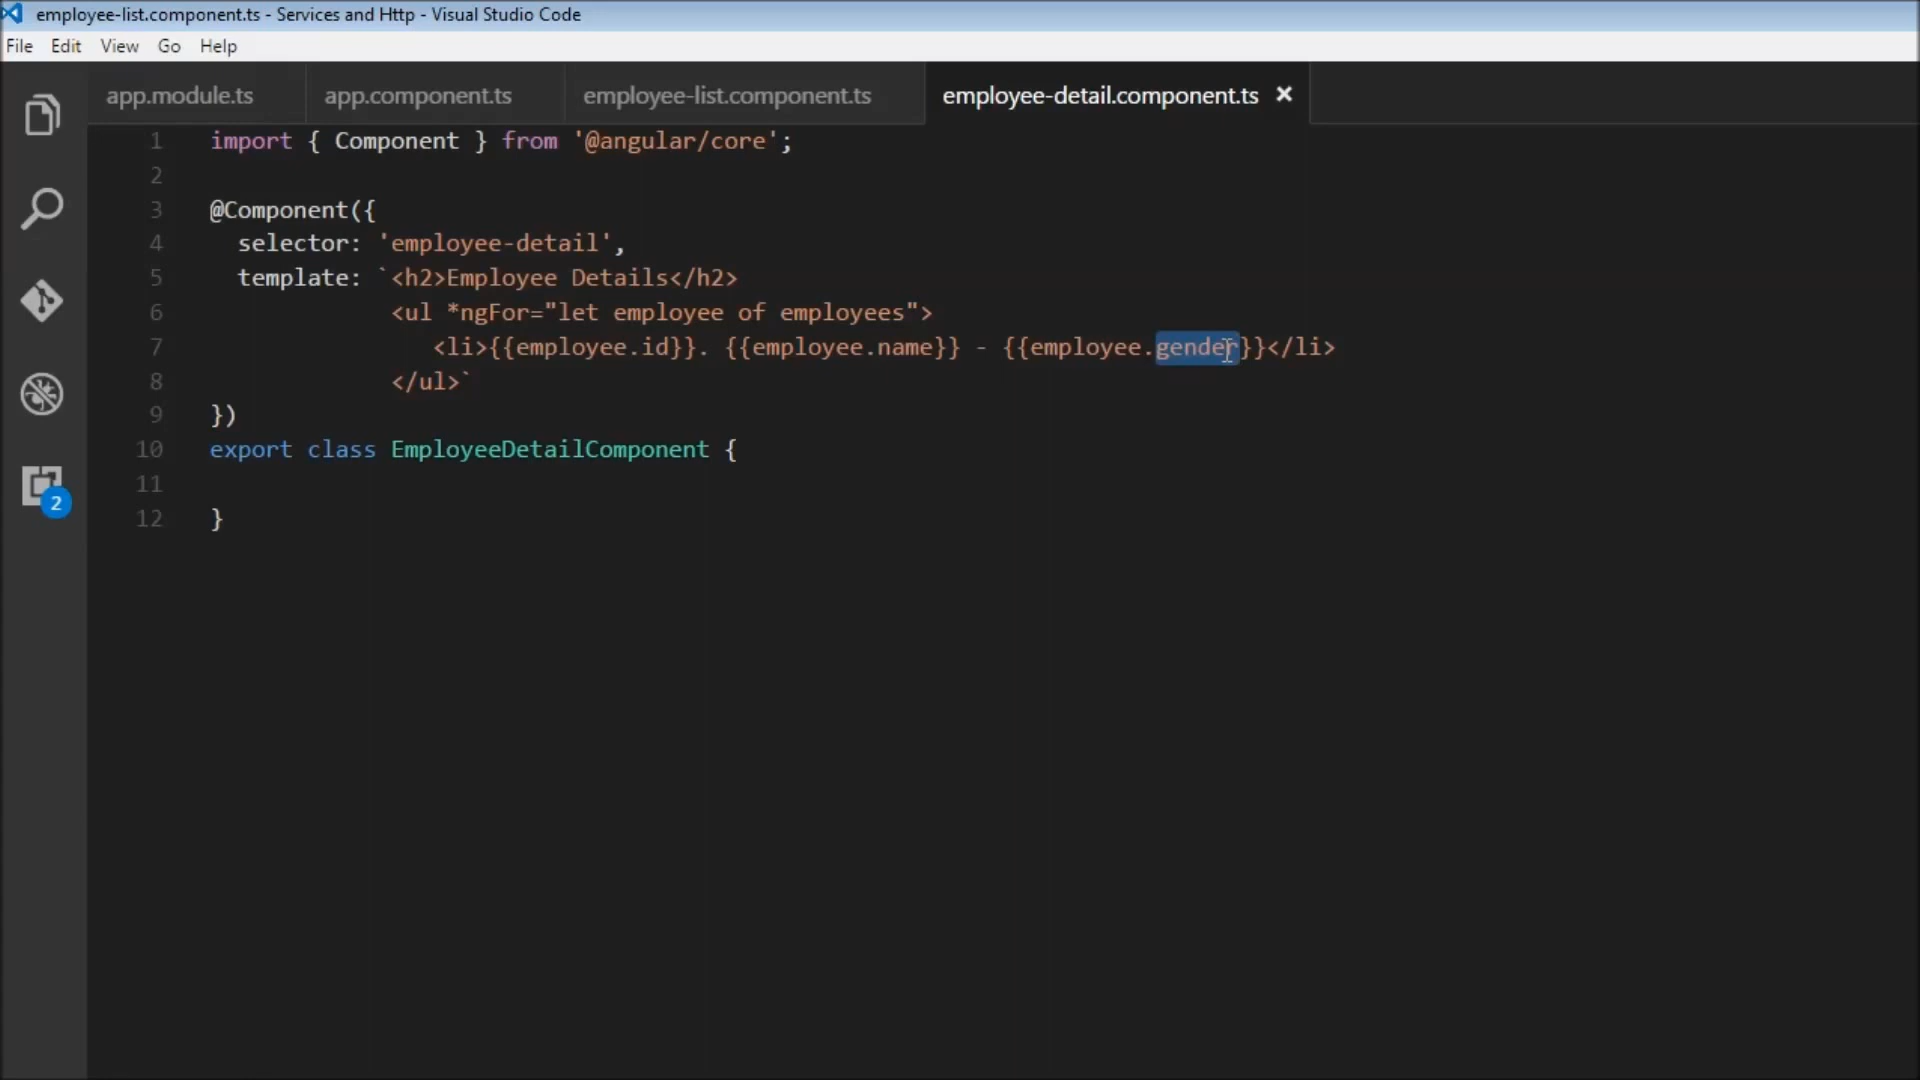 employee-list.component.ts - Services and Http - Visual Studio Code
File Edit View Go Help
app.module.ts app.component.ts employee-list.component.ts employee-detail.component.ts ×
1 import { Component } from '@angular/core';
2
3 @Component({
4 selector: 'employee-detail',
5 template: `<h2>Employee Details</h2>
6 <ul *ngFor="let employee of employees">
7 <li>{{employee.id}}. {{employee.name}} - {{employee.gender}}</li>
8 </ul>`
9 })
10 export class EmployeeDetailComponent {
11
12 }
2